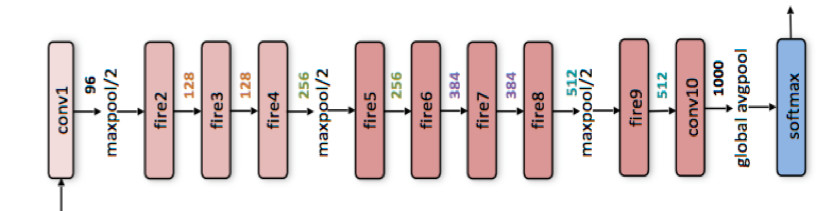 conv1
96
maxpool/2
fire2
128
fire3
128
fire4
256
maxpool/2
fire5
256
fire6
384
fire7
384
fire8
512
maxpool/2
fire9
512
conv10
1000
global avgpool
softmax